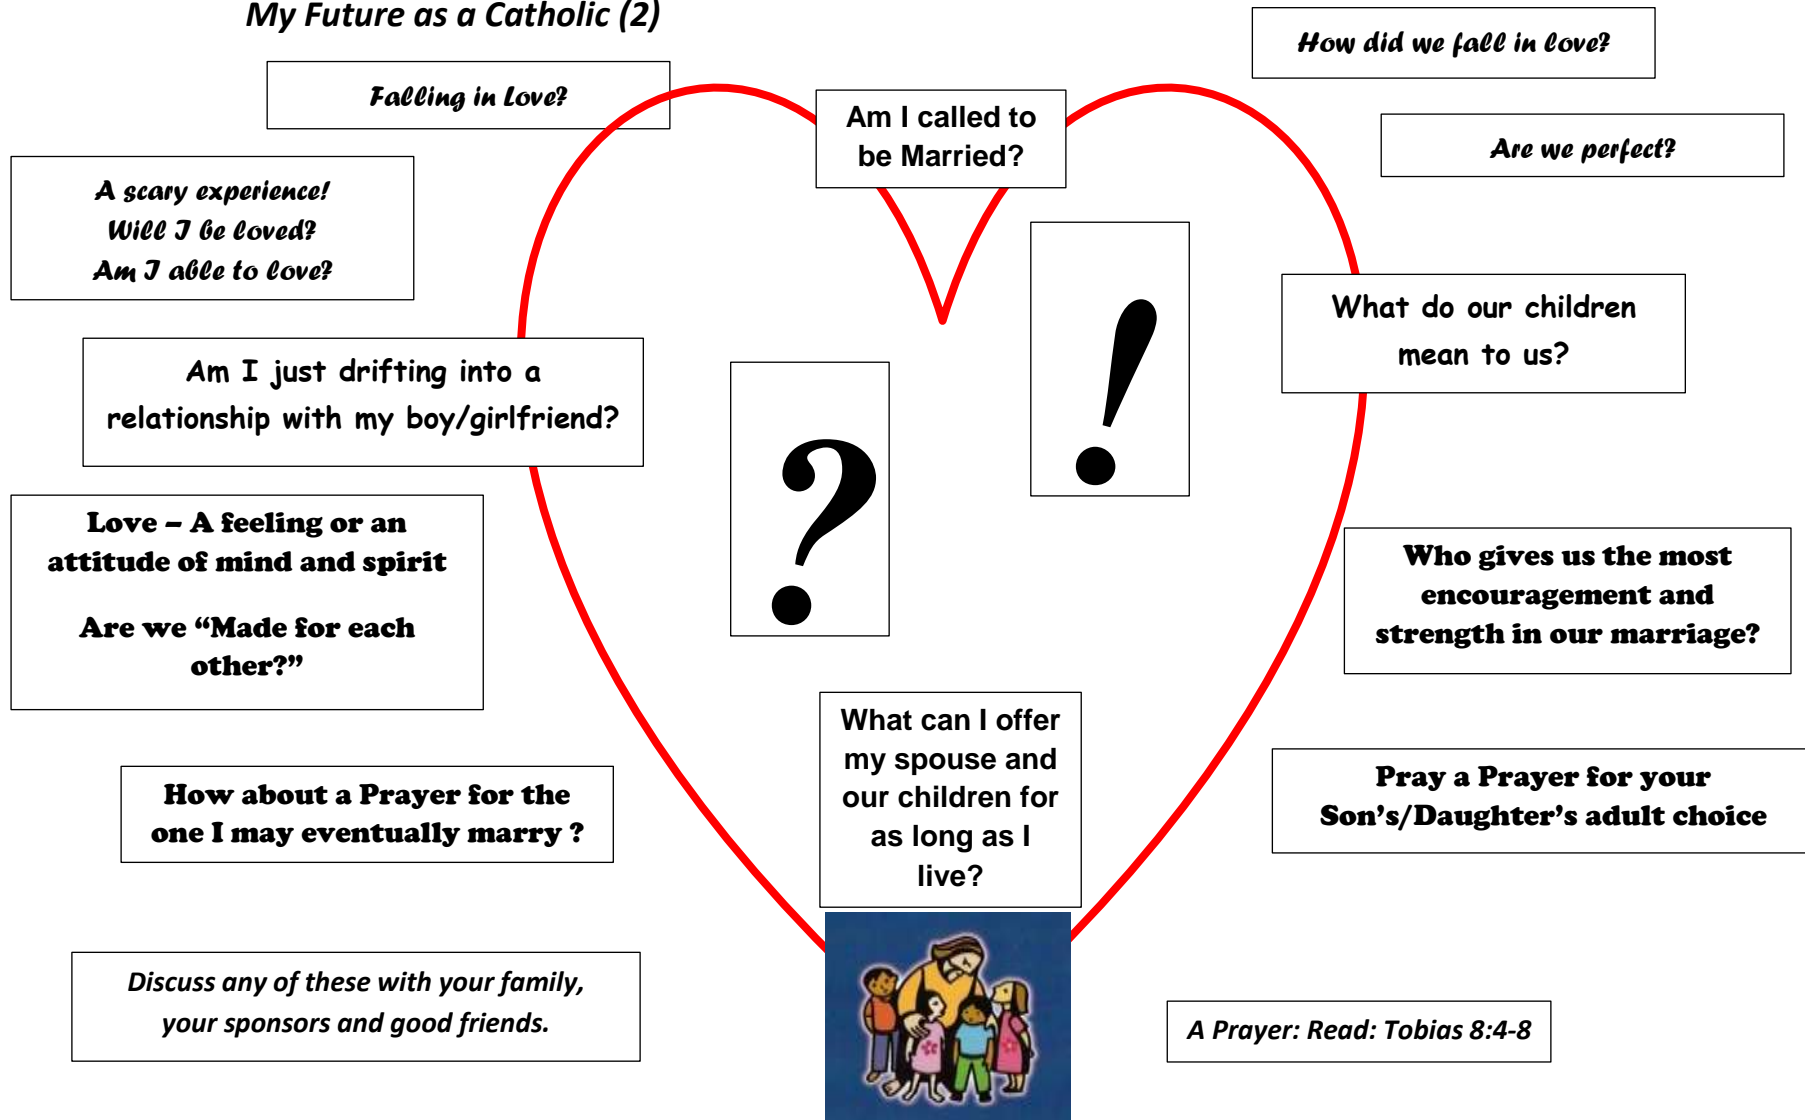 My Future as a Catholic (2)
How did we fall in love?
Falling in Love?
Am I called to
be Married?
Are we perfect?
A scary experience!
Will I be loved?
Am I able to love?
What do our children
mean to us?
Am I just drifting into a
relationship with my boy/girlfriend?
!
?
Love – A feeling or an
attitude of mind and spirit
Are we “Made for each
other?”
Who gives us the most
encouragement and
strength in our marriage?
What can I offer
my spouse and
our children for
as long as I
live?
How about a Prayer for the
one I may eventually marry ?
Pray a Prayer for your
Son’s/Daughter’s adult choice
Discuss any of these with your family,
your sponsors and good friends.
A Prayer: Read: Tobias 8:4-8